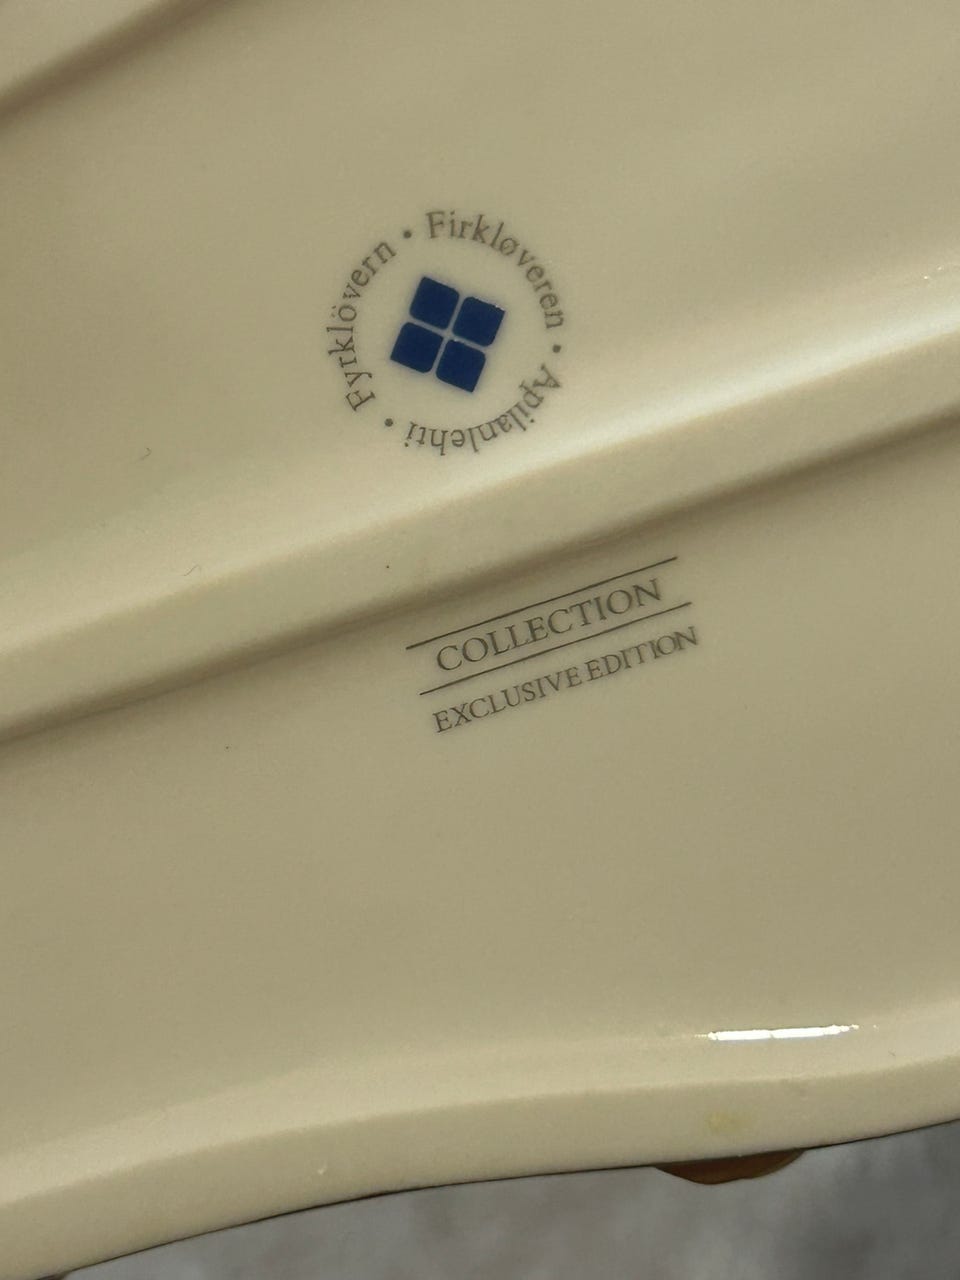 Fyrklövern • Firkløveren • Apilanlehti •
COLLECTION
EXCLUSIVE EDITION